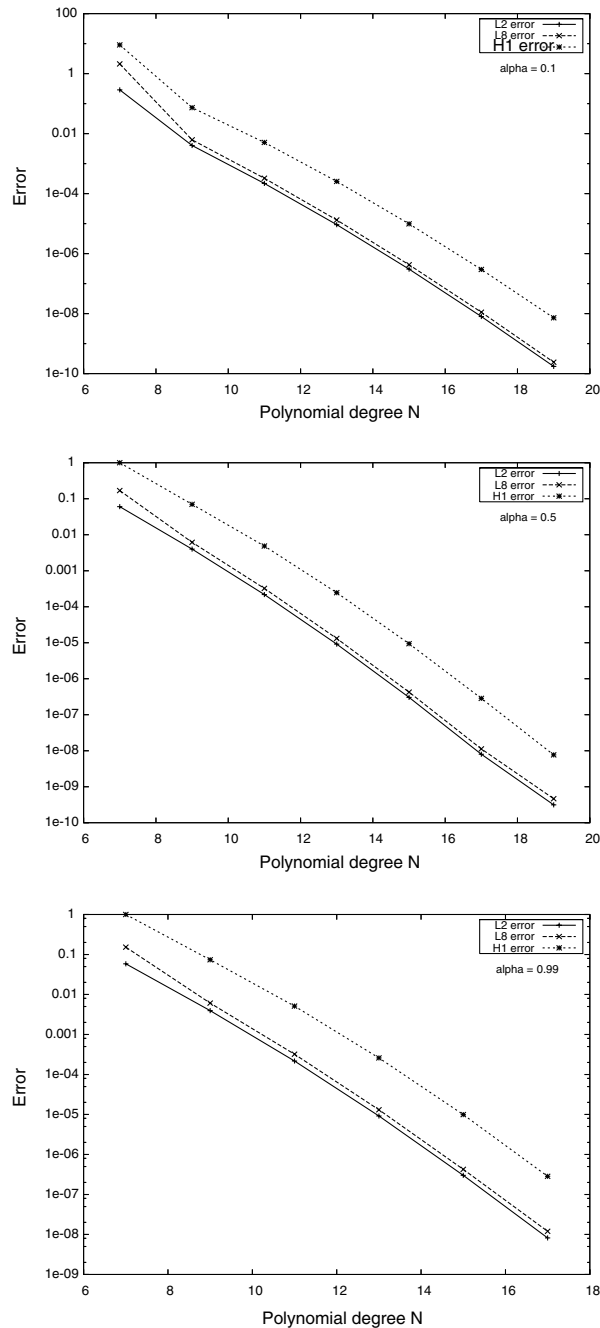 100
1
0.01
1e-04
1e-06
1e-08
1e-10
6
8
10
12
14
16
18
20
Error
Polynomial degree N
L2 error
L8 error
H1 error
alpha = 0.1
1
0.1
0.01
0.001
1e-04
1e-05
1e-06
1e-07
1e-08
1e-09
1e-10
6
8
10
12
14
16
18
20
Error
Polynomial degree N
L2 error
L8 error
H1 error
alpha = 0.5
1
0.1
0.01
0.001
1e-04
1e-05
1e-06
1e-07
1e-08
1e-09
6
8
10
12
14
16
18
Error
Polynomial degree N
L2 error
L8 error
H1 error
alpha = 0.99